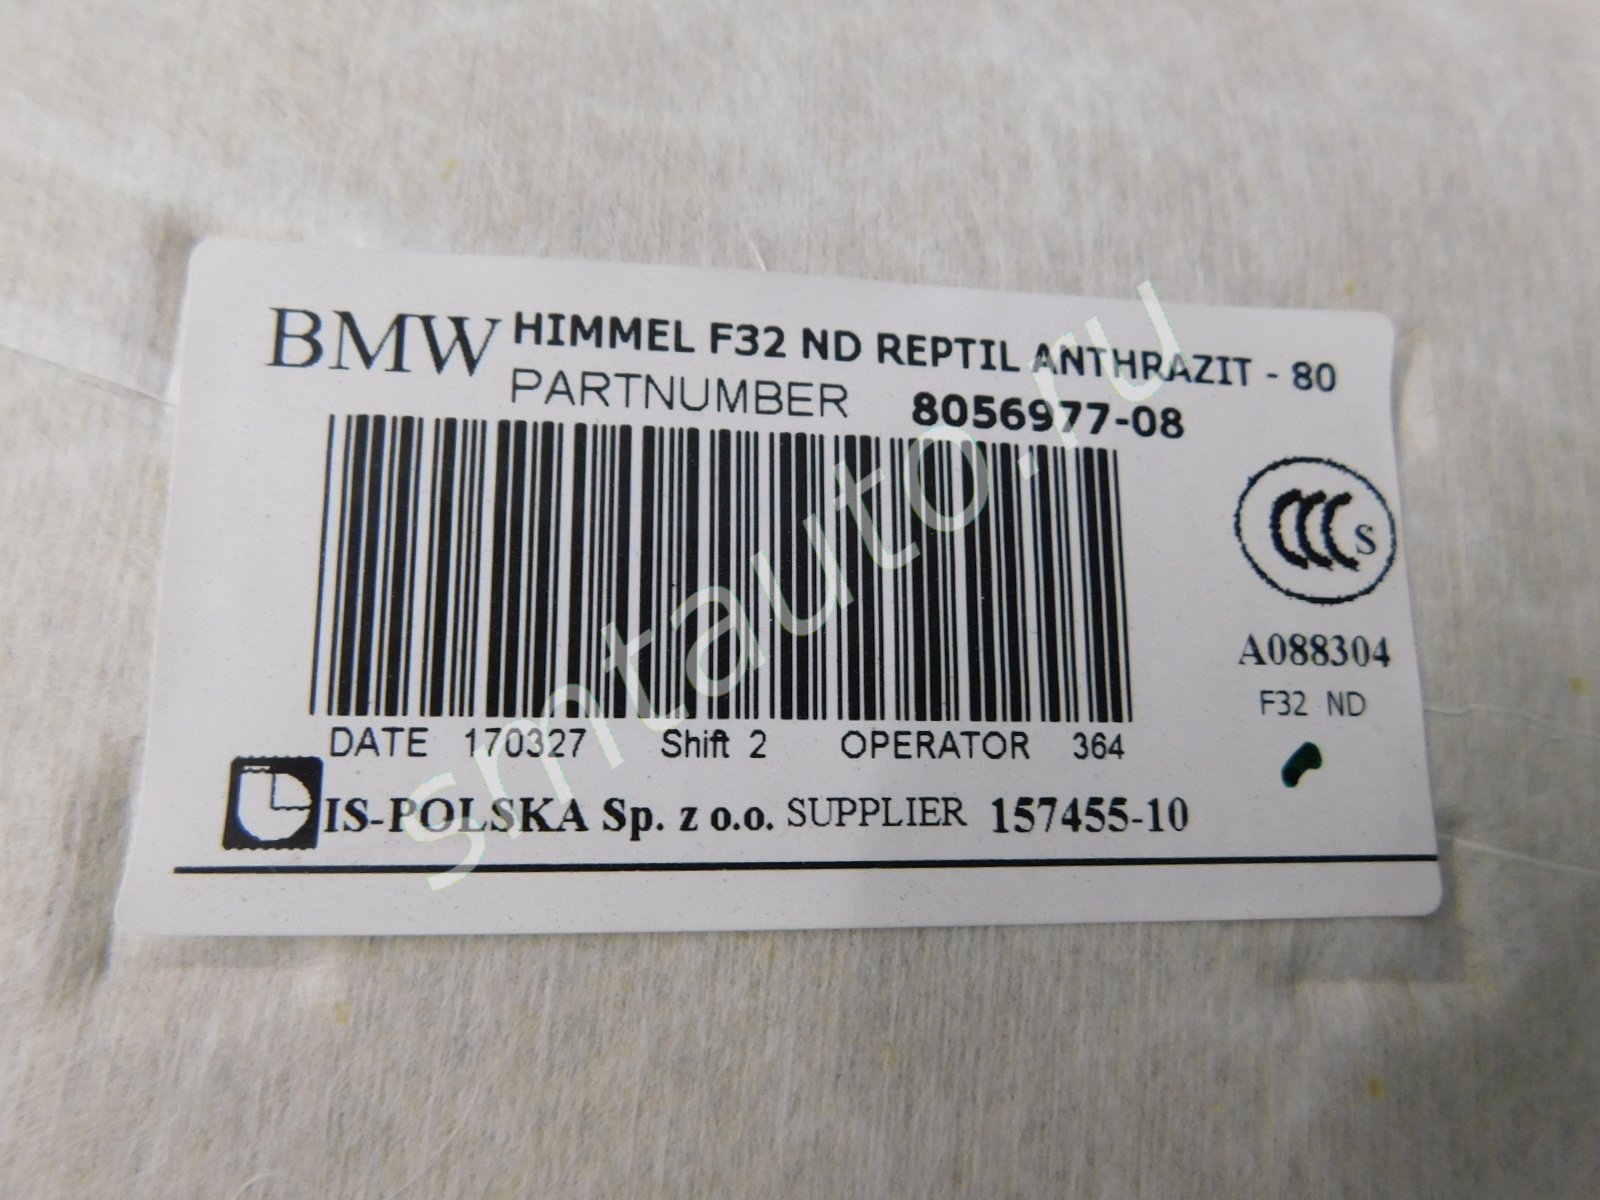 BMW HIMMEL F32 ND REPTIL ANTHRAZIT - 80
PARTNUMBER 8056977-08
CCC S
A088304
F32 ND
DATE 170327 Shift 2 OPERATOR 364
IS-POLSKA Sp. z o.o. SUPPLIER 157455-10
smtauto.ru